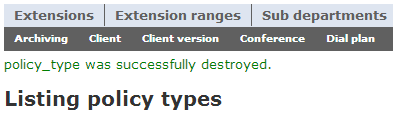 Extensions Extension ranges Sub departments
Archiving Client Client version Conference Dial plan
policy_type was successfully destroyed.
Listing policy types